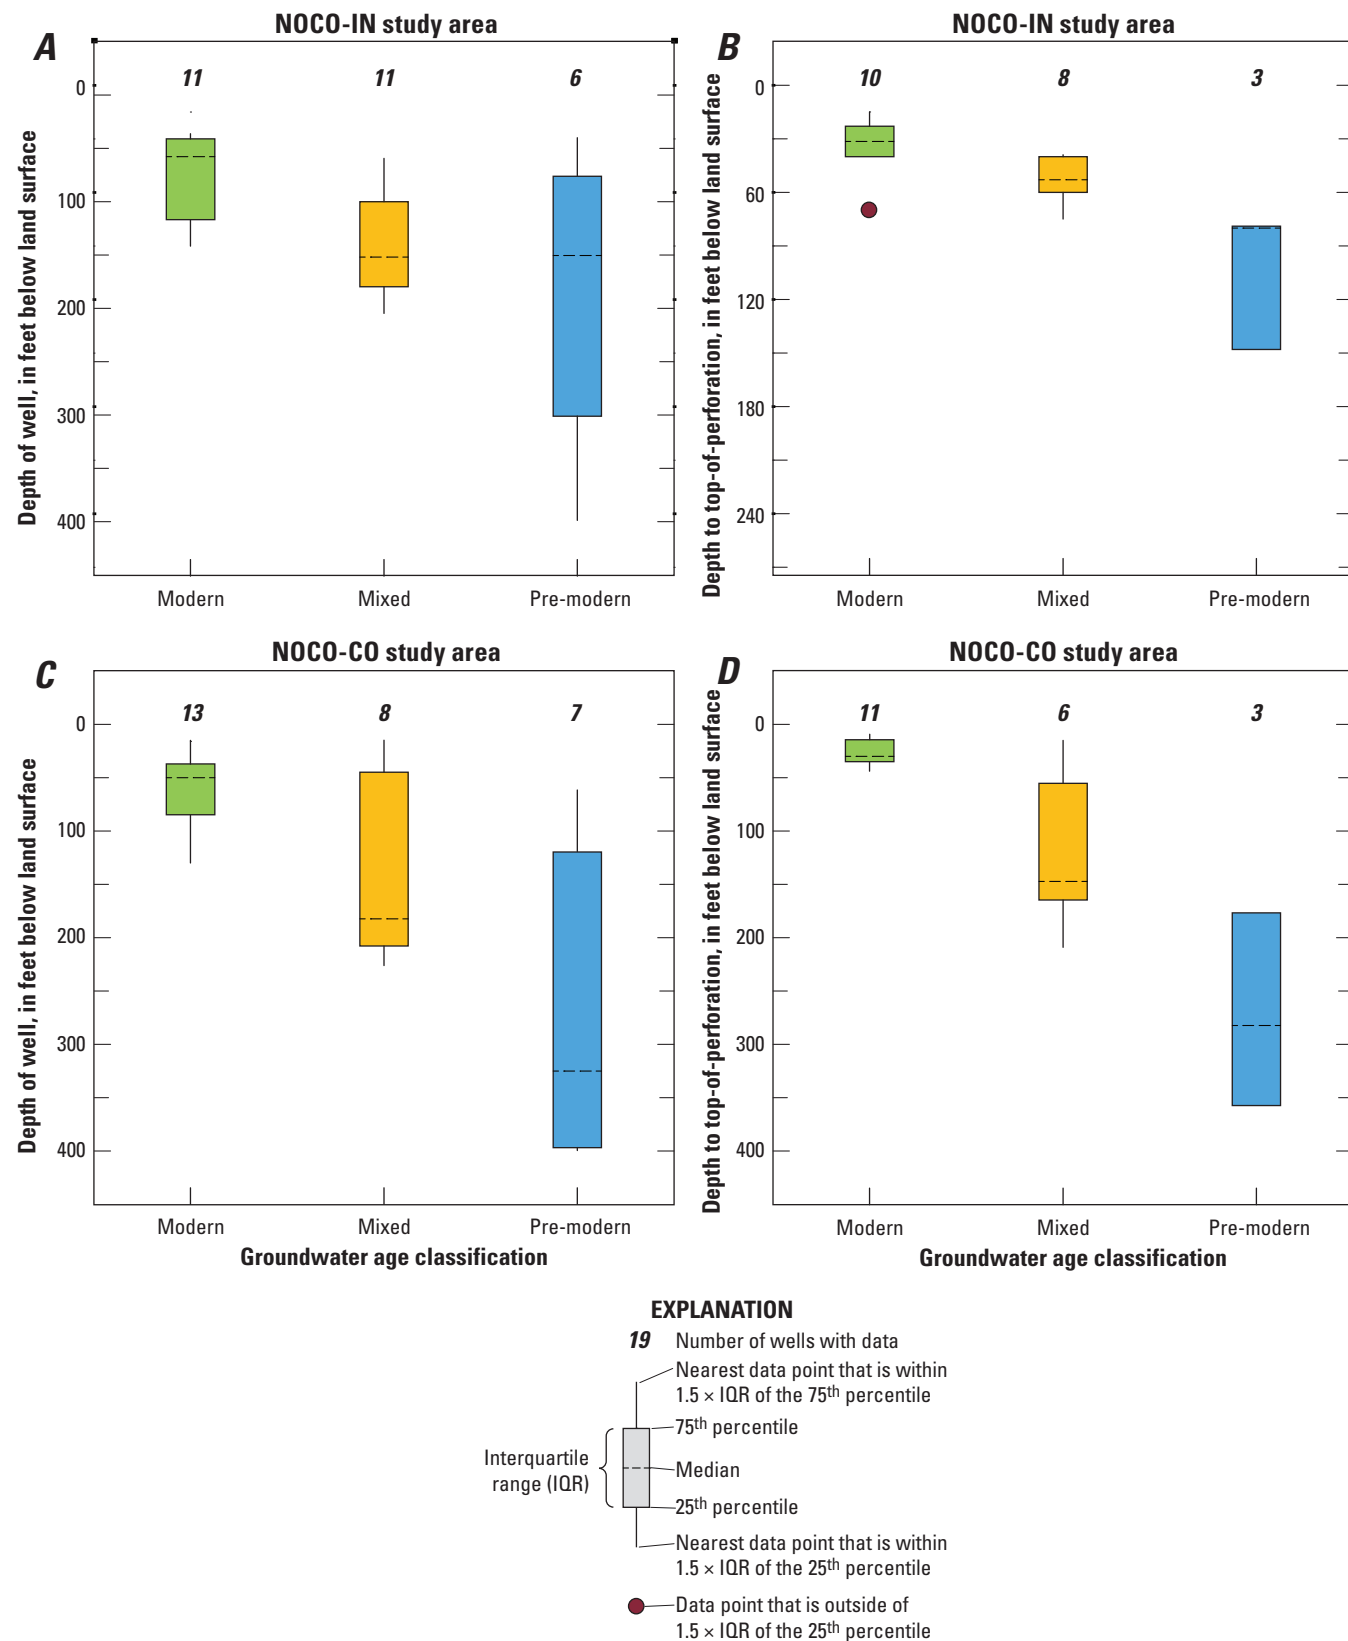 A
NOCO-IN study area
11
11
6
0
100
200
300
400
Depth of well, in feet below land surface
Modern
Mixed
Pre-modern
B
NOCO-IN study area
10
8
3
0
60
120
180
240
Depth to top-of-perforation, in feet below land surface
Modern
Mixed
Pre-modern
C
NOCO-CO study area
13
8
7
0
100
200
300
400
Depth of well, in feet below land surface
Modern
Mixed
Pre-modern
Groundwater age classification
D
NOCO-CO study area
11
6
3
0
100
200
300
400
Depth to top-of-perforation, in feet below land surface
Modern
Mixed
Pre-modern
Groundwater age classification
EXPLANATION
19 Number of wells with data
Nearest data point that is within
1.5 × IQR of the 75th percentile
75th percentile
Interquartile
range (IQR)
Median
25th percentile
Nearest data point that is within
1.5 × IQR of the 25th percentile
Data point that is outside of
1.5 × IQR of the 25th percentile